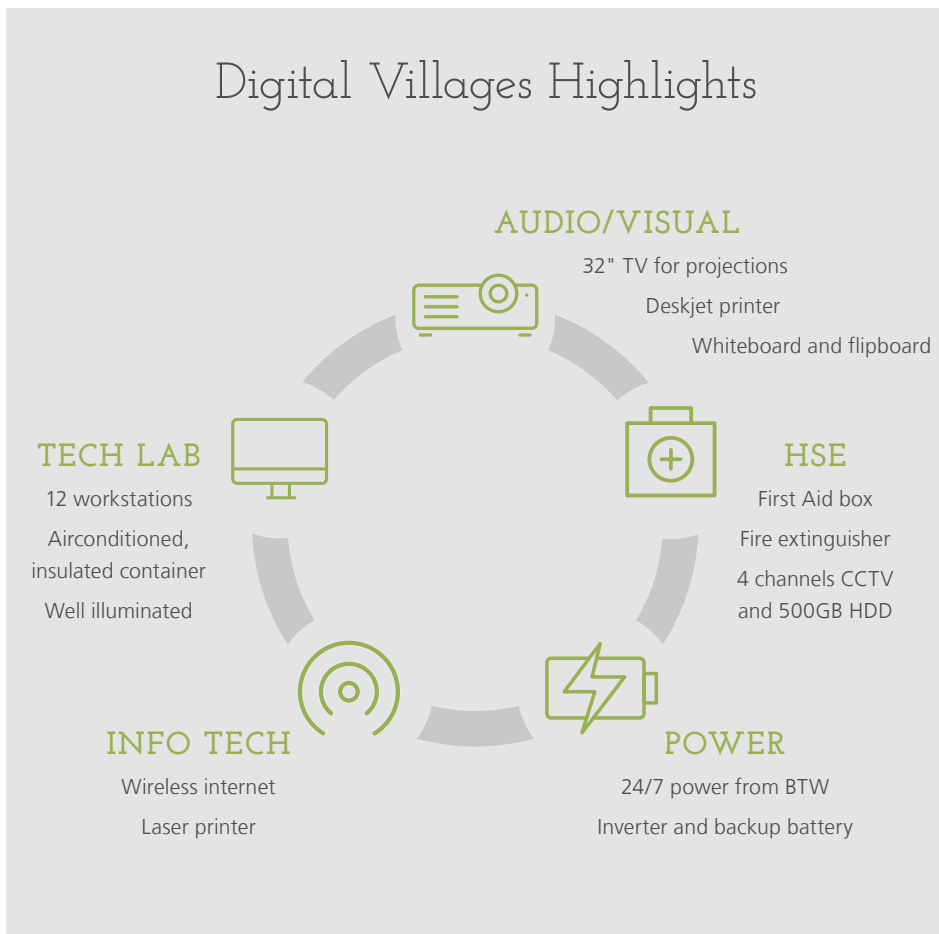 Digital Villages Highlights
AUDIO/VISUAL
32" TV for projections
Deskjet printer
Whiteboard and flipboard
TECH LAB
12 workstations
Airconditioned,
insulated container
Well illuminated
HSE
First Aid box
Fire extinguisher
4 channels CCTV
and 500GB HDD
INFO TECH
Wireless internet
Laser printer
POWER
24/7 power from BTW
Inverter and backup battery